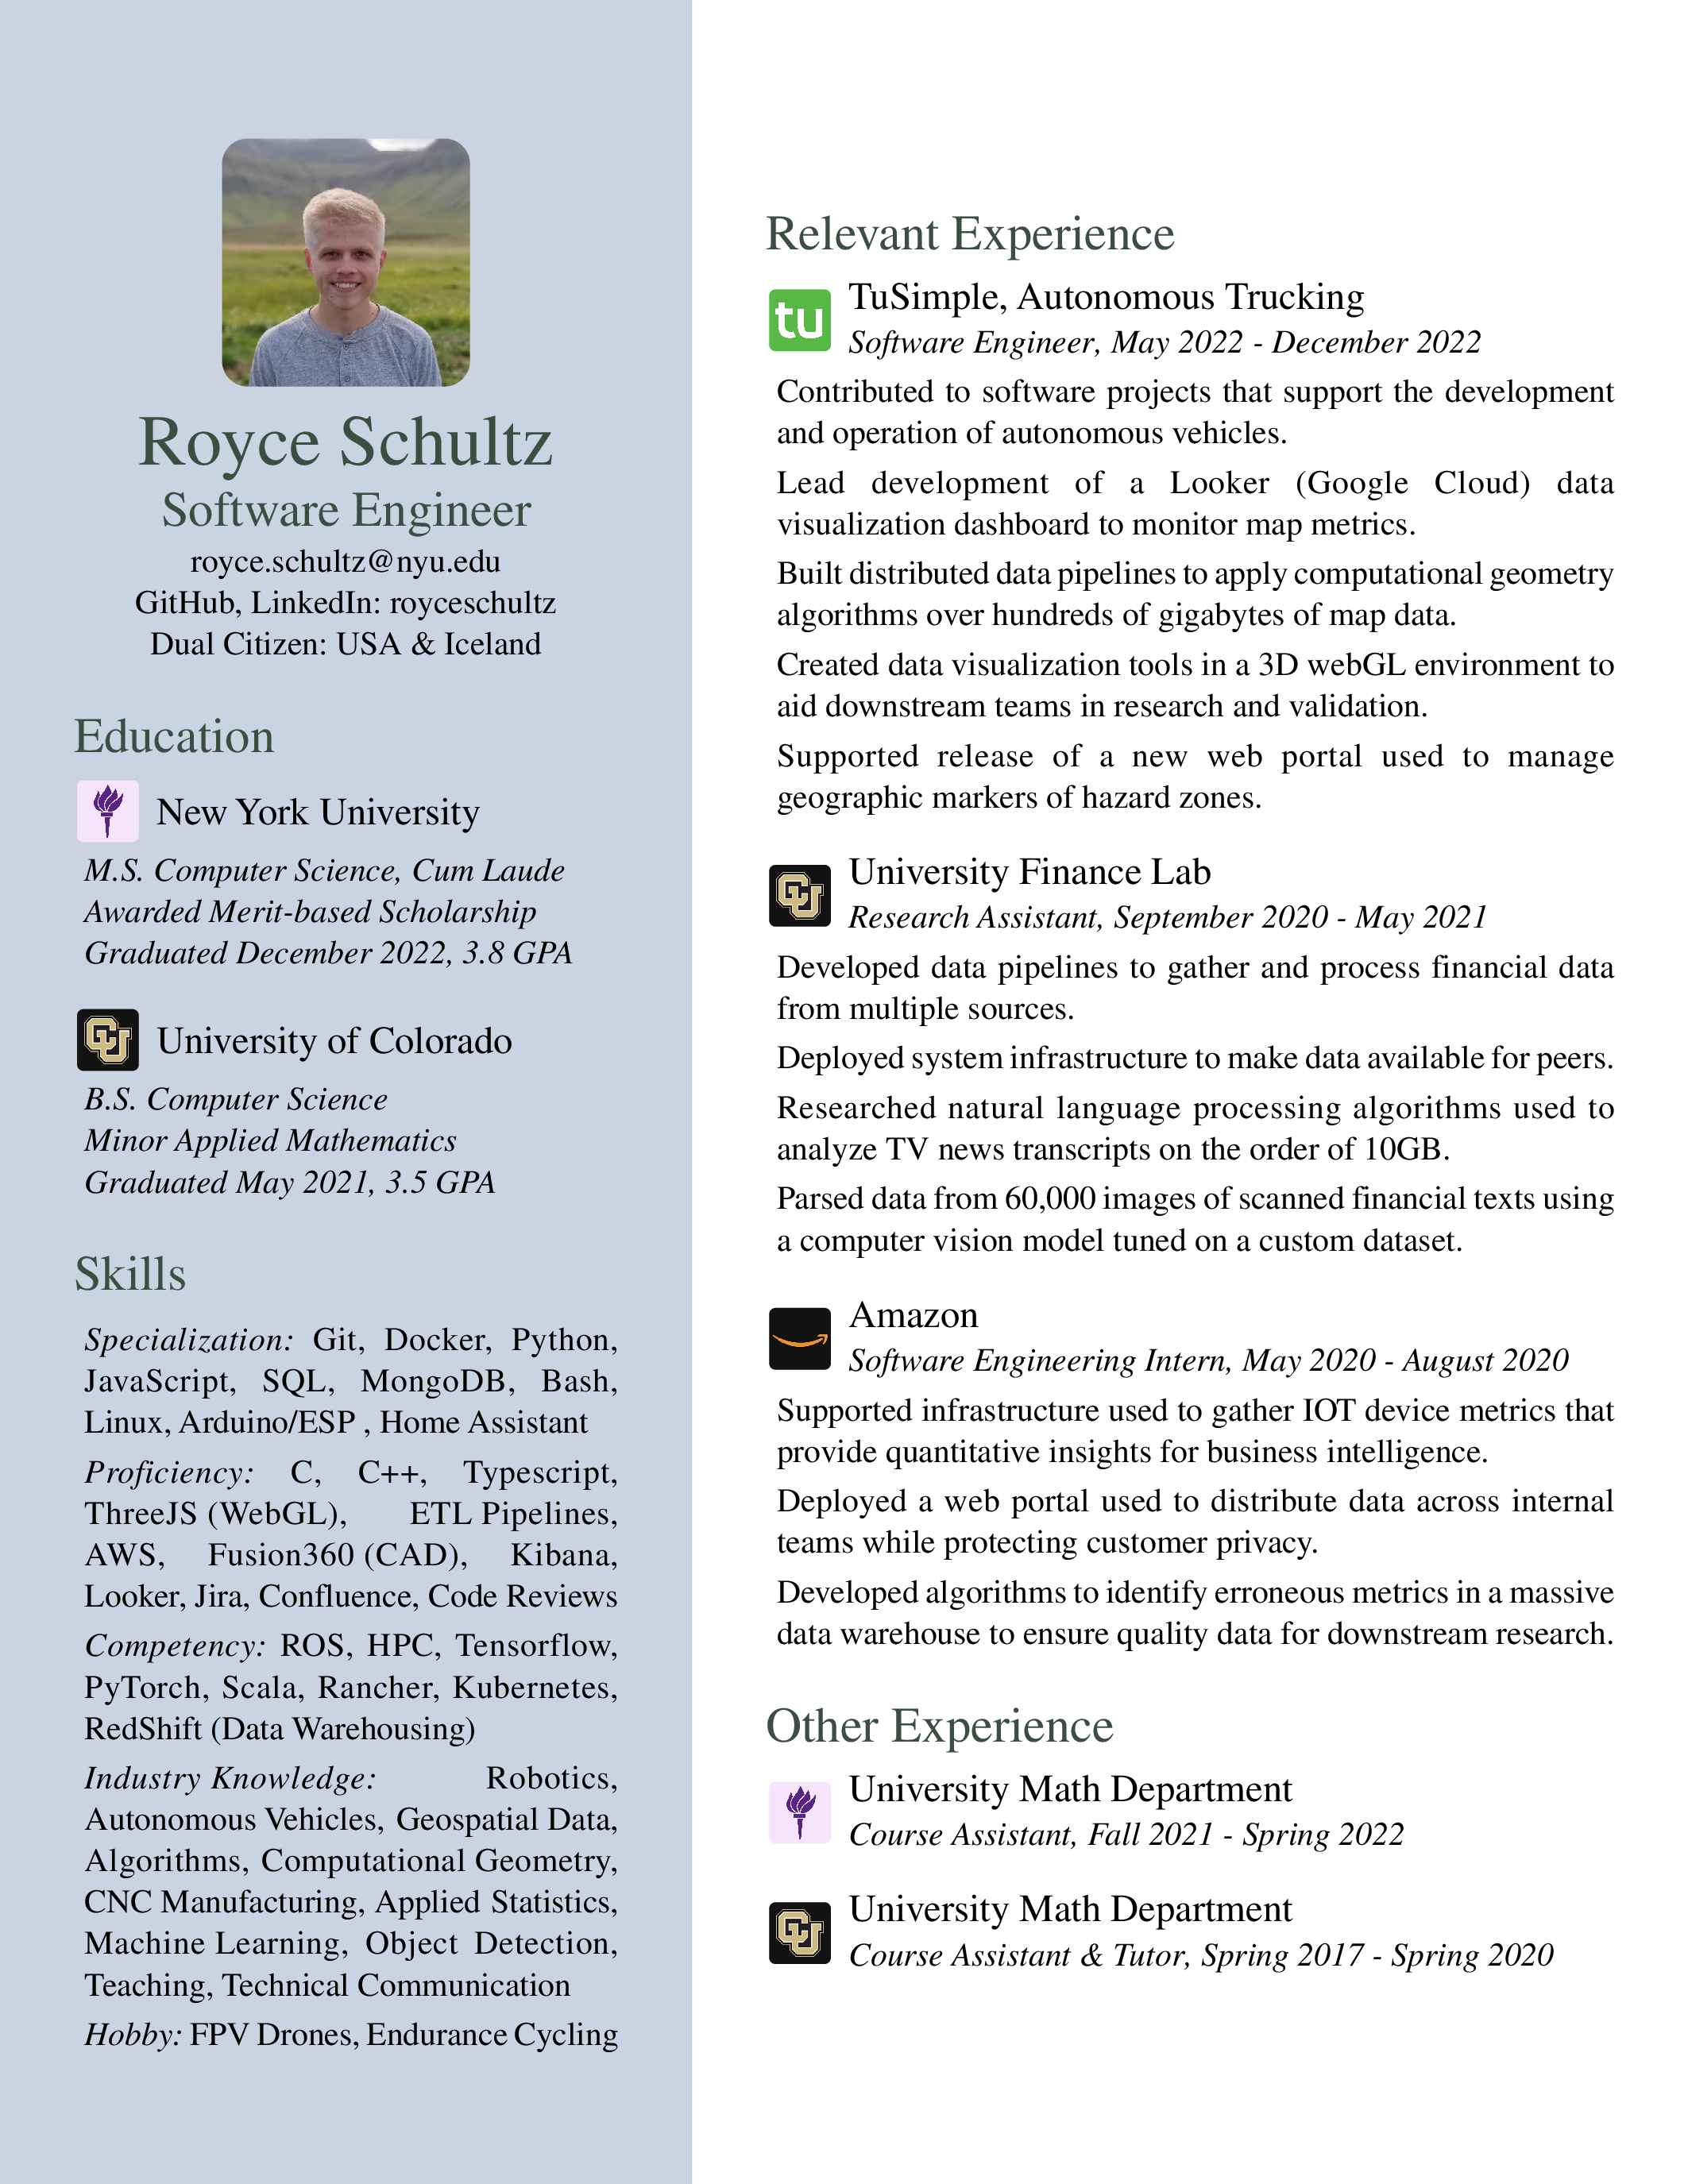 Royce Schultz
Software Engineer
royce.schultz@nyu.edu
GitHub, LinkedIn: royceschultz
Dual Citizen: USA & Iceland
Education
New York University
M.S. Computer Science, Cum Laude
Awarded Merit-based Scholarship
Graduated December 2022, 3.8 GPA
CU
University of Colorado
B.S. Computer Science
Minor Applied Mathematics
Graduated May 2021, 3.5 GPA
Skills
Specialization: Git, Docker, Python,
JavaScript, SQL, MongoDB, Bash,
Linux, Arduino/ESP , Home Assistant
Proficiency: C, C++, Typescript,
ThreeJS (WebGL), ETL Pipelines,
AWS, Fusion360 (CAD), Kibana,
Looker, Jira, Confluence, Code Reviews
Competency: ROS, HPC, Tensorflow,
PyTorch, Scala, Rancher, Kubernetes,
RedShift (Data Warehousing)
Industry Knowledge: Robotics,
Autonomous Vehicles, Geospatial Data,
Algorithms, Computational Geometry,
CNC Manufacturing, Applied Statistics,
Machine Learning, Object Detection,
Teaching, Technical Communication
Hobby: FPV Drones, Endurance Cycling
Relevant Experience
tu
TuSimple, Autonomous Trucking
Software Engineer, May 2022 - December 2022
Contributed to software projects that support the development
and operation of autonomous vehicles.
Lead development of a Looker (Google Cloud) data
visualization dashboard to monitor map metrics.
Built distributed data pipelines to apply computational geometry
algorithms over hundreds of gigabytes of map data.
Created data visualization tools in a 3D webGL environment to
aid downstream teams in research and validation.
Supported release of a new web portal used to manage
geographic markers of hazard zones.
CU
University Finance Lab
Research Assistant, September 2020 - May 2021
Developed data pipelines to gather and process financial data
from multiple sources.
Deployed system infrastructure to make data available for peers.
Researched natural language processing algorithms used to
analyze TV news transcripts on the order of 10GB.
Parsed data from 60,000 images of scanned financial texts using
a computer vision model tuned on a custom dataset.
Amazon
Software Engineering Intern, May 2020 - August 2020
Supported infrastructure used to gather IOT device metrics that
provide quantitative insights for business intelligence.
Deployed a web portal used to distribute data across internal
teams while protecting customer privacy.
Developed algorithms to identify erroneous metrics in a massive
data warehouse to ensure quality data for downstream research.
Other Experience
University Math Department
Course Assistant, Fall 2021 - Spring 2022
CU
University Math Department
Course Assistant & Tutor, Spring 2017 - Spring 2020